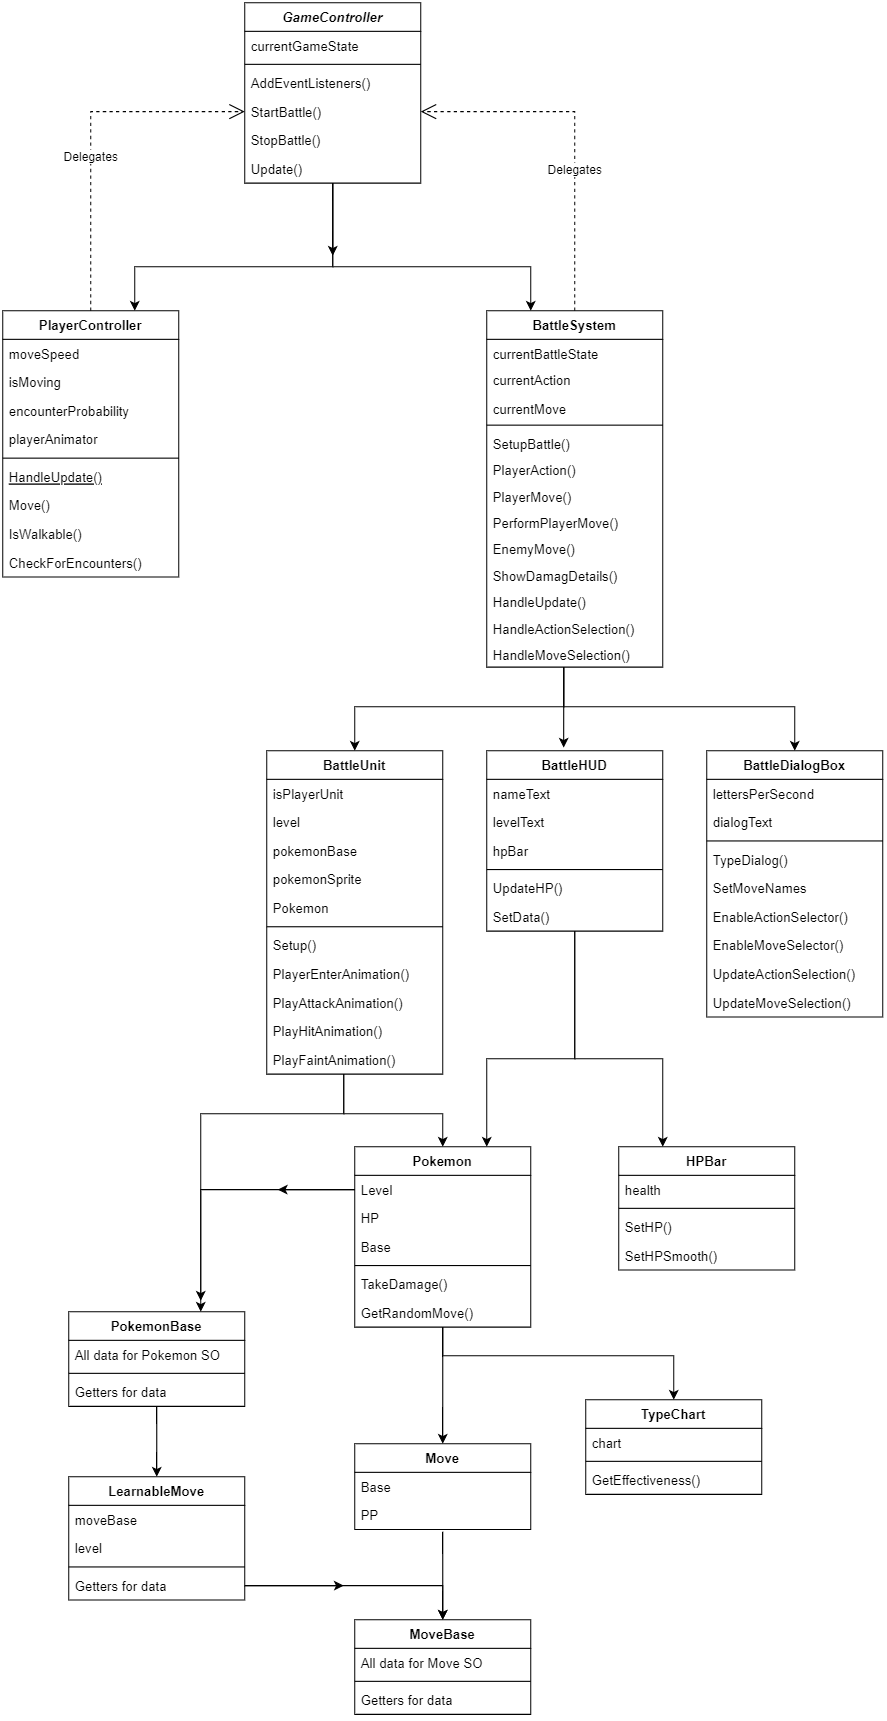 GameController
currentGameState
AddEventListeners()
StartBattle()
StopBattle()
Update()
Delegates
Delegates
PlayerController
moveSpeed
isMoving
encounterProbability
playerAnimator
HandleUpdate()
Move()
IsWalkable()
CheckForEncounters()
BattleSystem
currentBattleState
currentAction
currentMove
SetupBattle()
PlayerAction()
PlayerMove()
PerformPlayerMove()
EnemyMove()
ShowDamagDetails()
HandleUpdate()
HandleActionSelection()
HandleMoveSelection()
BattleUnit
isPlayerUnit
level
pokemonBase
pokemonSprite
Pokemon
Setup()
PlayerEnterAnimation()
PlayAttackAnimation()
PlayHitAnimation()
PlayFaintAnimation()
BattleHUD
nameText
levelText
hpBar
UpdateHP()
SetData()
BattleDialogBox
lettersPerSecond
dialogText
TypeDialog()
SetMoveNames
EnableActionSelector()
EnableMoveSelector()
UpdateActionSelection()
UpdateMoveSelection()
Pokemon
Level
HP
Base
TakeDamage()
GetRandomMove()
HPBar
health
SetHP()
SetHPSmooth()
PokemonBase
All data for Pokemon SO
Getters for data
TypeChart
chart
GetEffectiveness()
Move
Base
PP
LearnableMove
moveBase
level
Getters for data
MoveBase
All data for Move SO
Getters for data